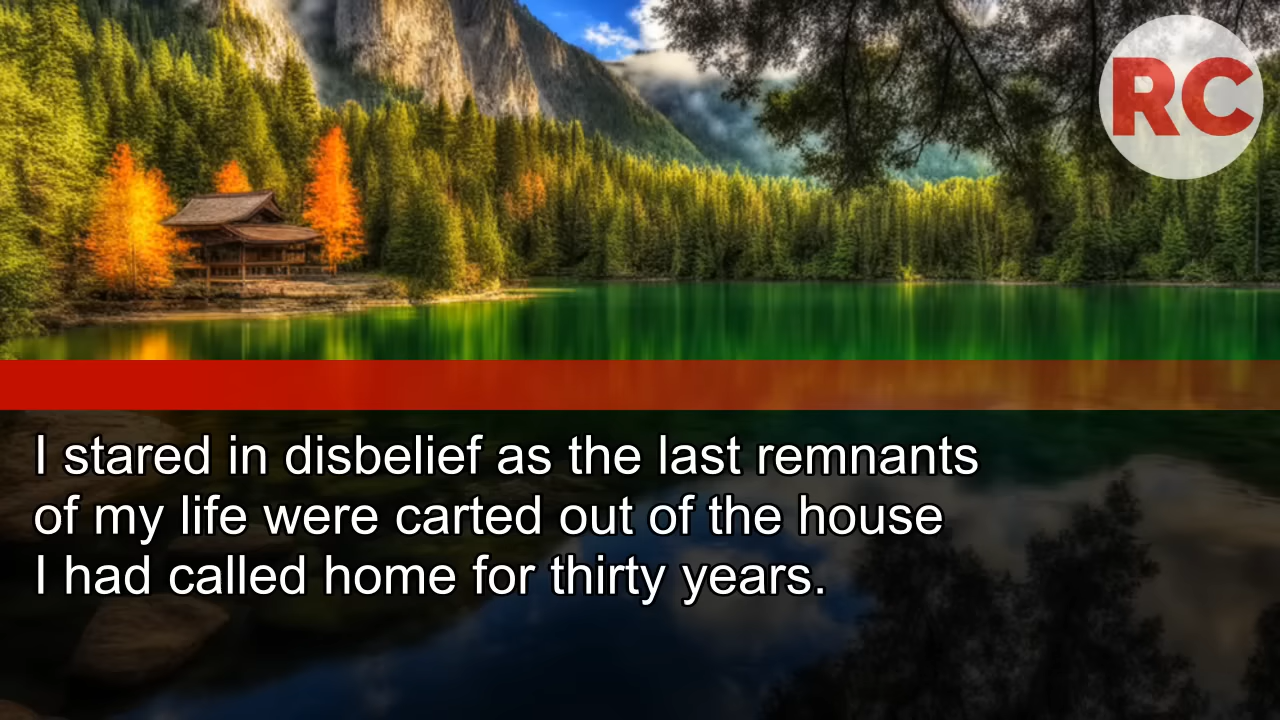 RC
I stared in disbelief as the last remnants
of my life were carted out of the house
I had called home for thirty years.